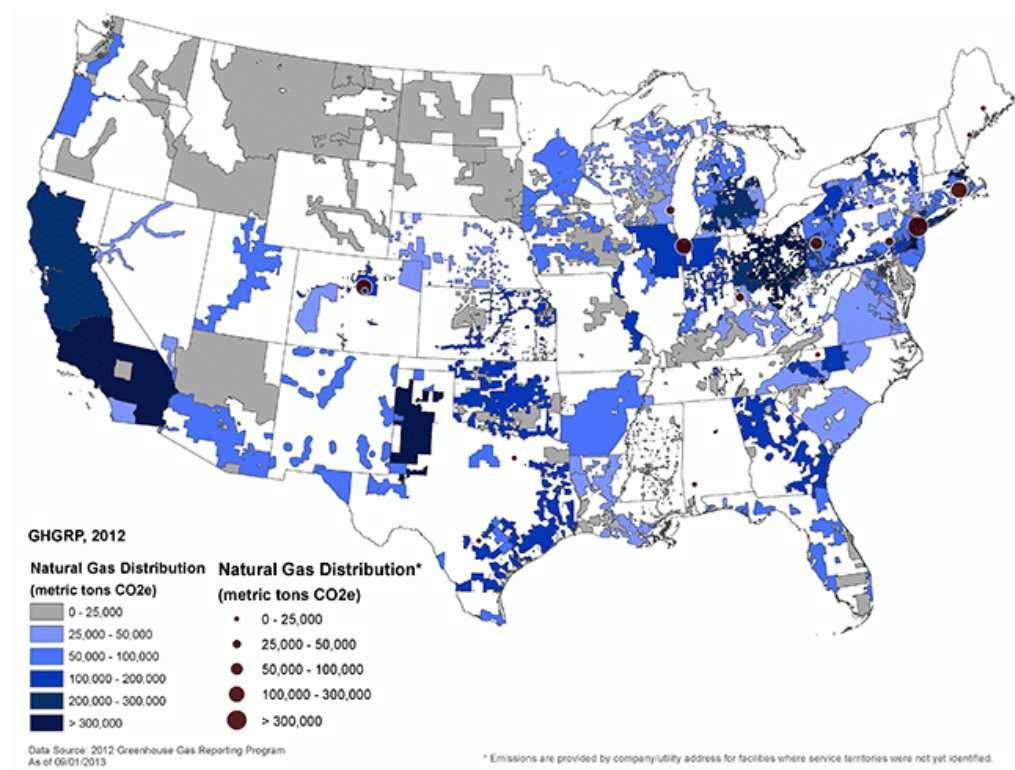 GHGRP, 2012
Natural Gas Distribution
(metric tons CO2e)
0 - 25,000
25,000 - 50,000
50,000 - 100,000
100,000 - 200,000
200,000 - 300,000
> 300,000
Natural Gas Distribution*
(metric tons CO2e)
0 - 25,000
25,000 - 50,000
50,000 - 100,000
100,000 - 300,000
> 300,000
Data Source: 2012 Greenhouse Gas Reporting Program
As of 09/01/2013
* Emissions are provided by company/utility address for facilities where service territories were not yet identified.